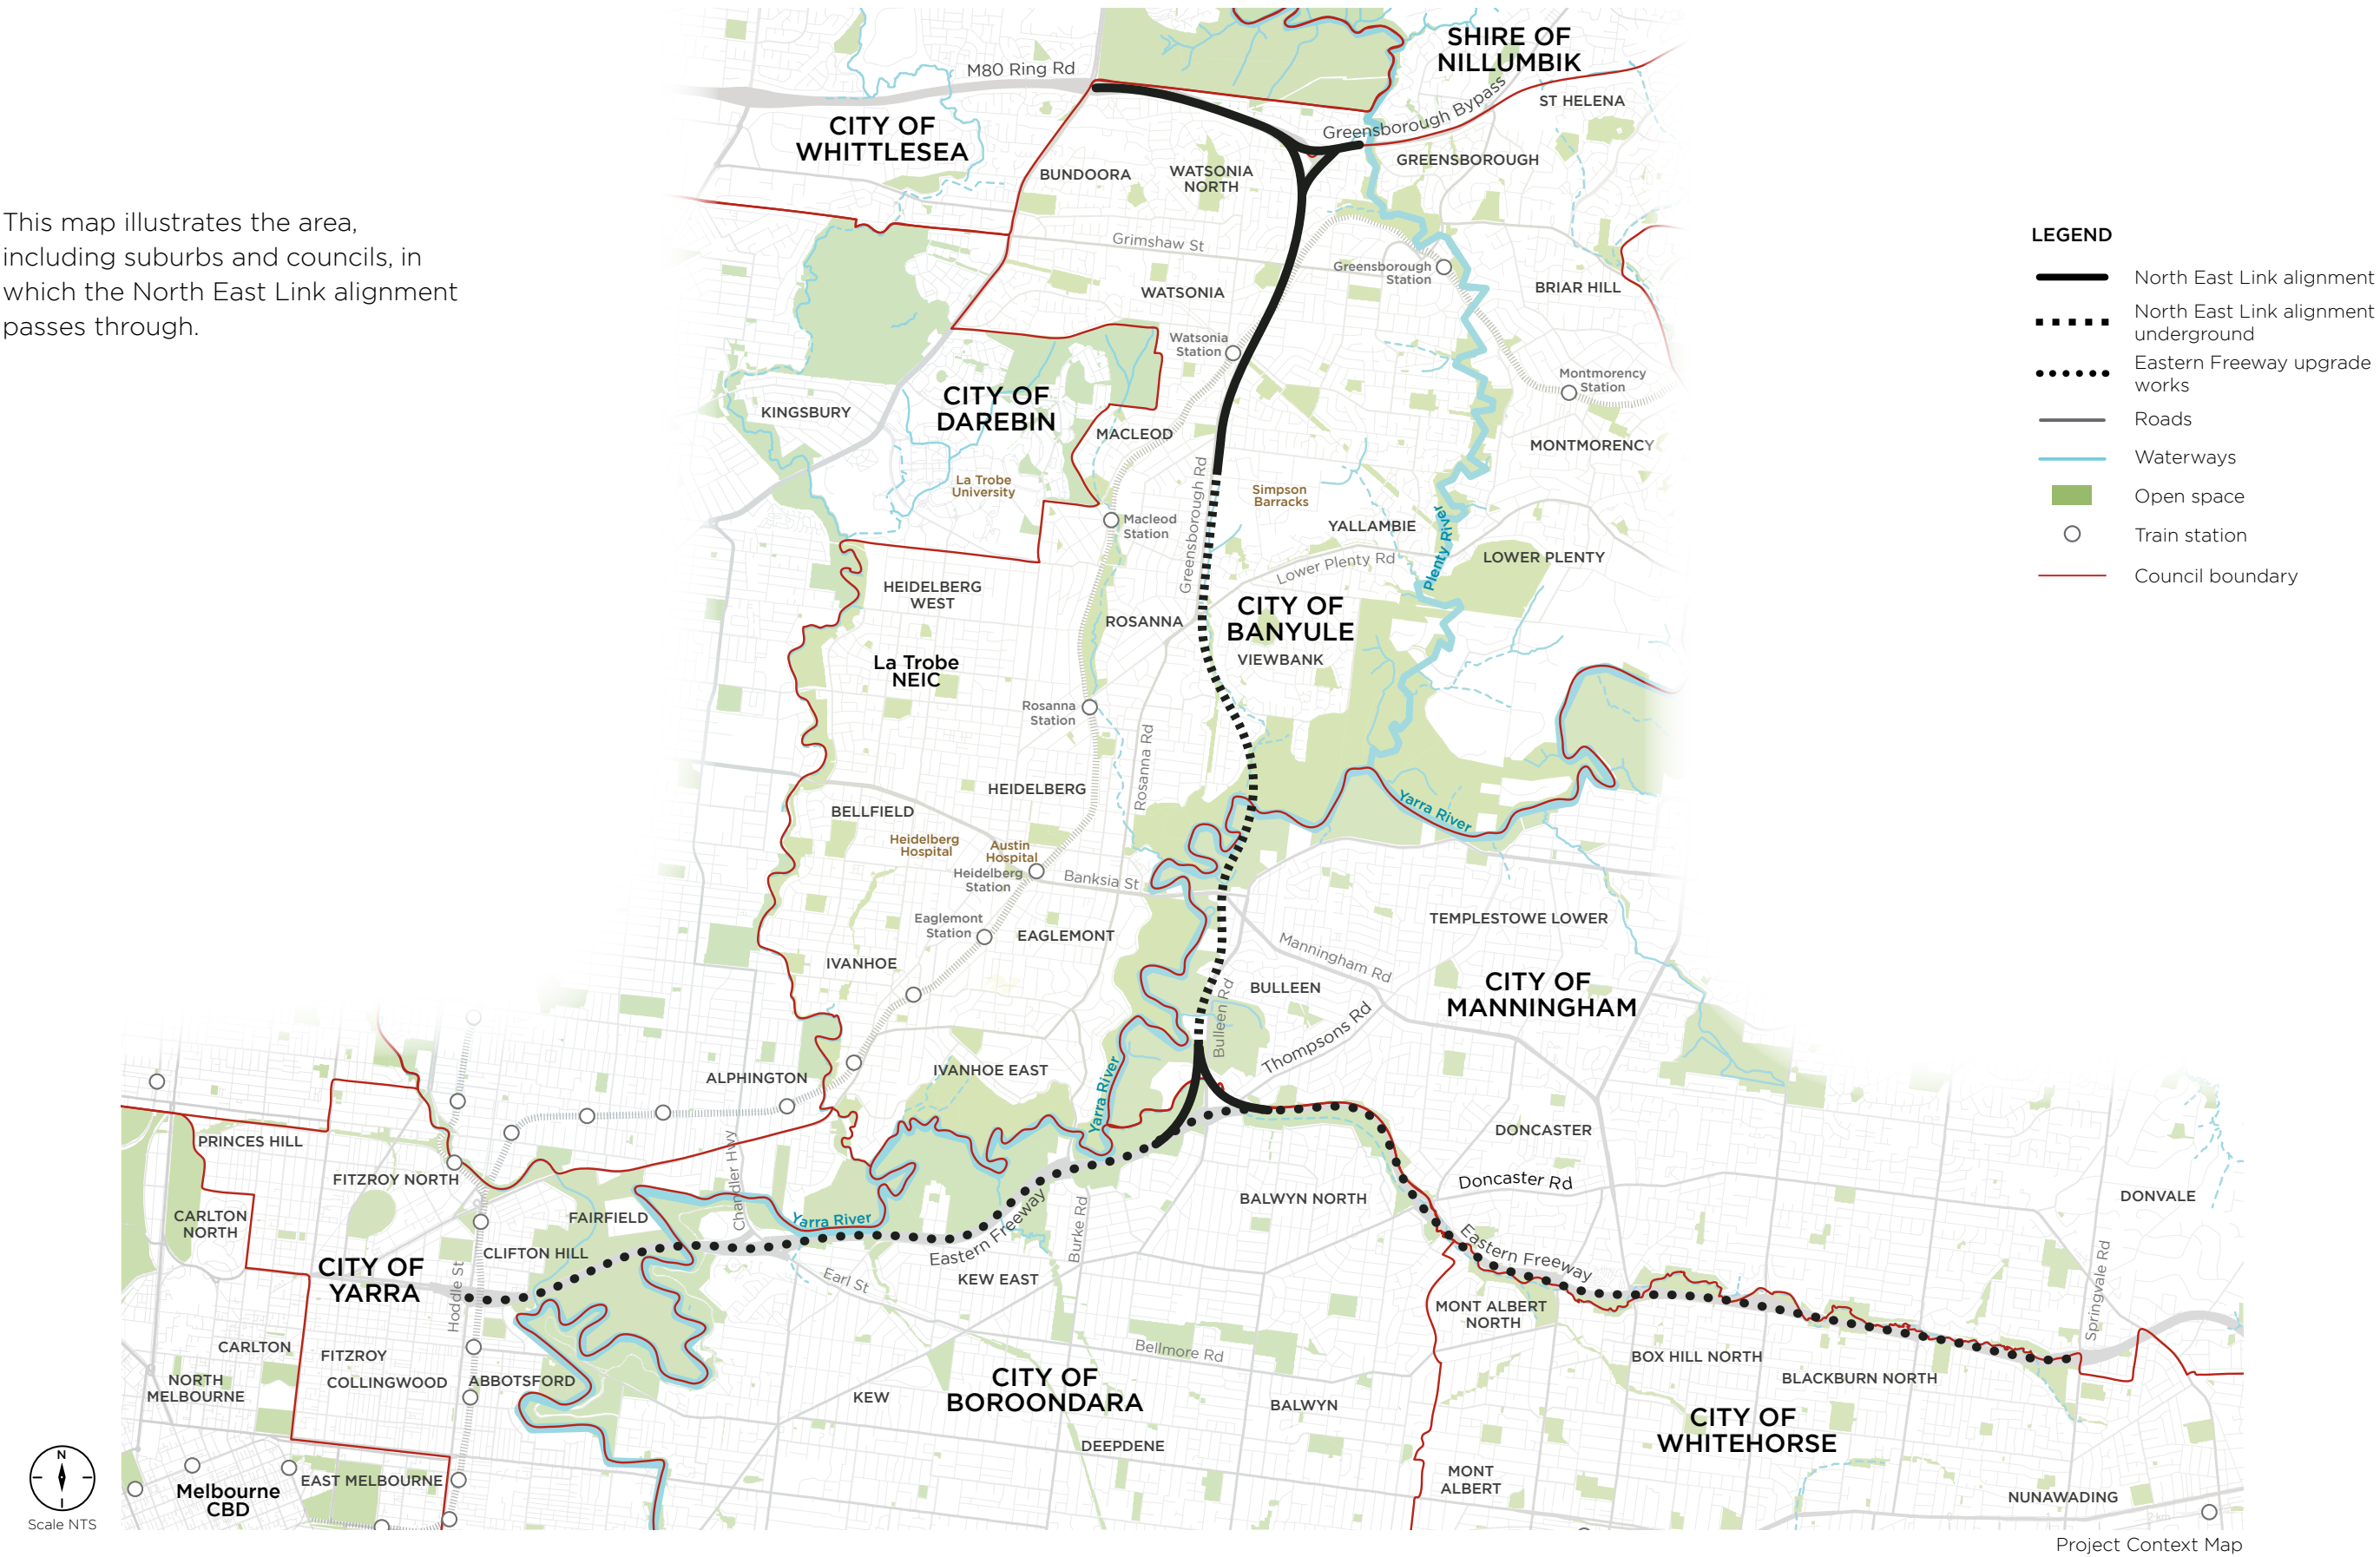 This map illustrates the area,
including suburbs and councils, in
which the North East Link alignment
passes through.
SHIRE OF
NILLUMBIK
M80 Ring Rd
Greensborough Bypass
ST HELENA
CITY OF
WHITTLESEA
GREENSBOROUGH
BUNDOORA
WATSONIA
NORTH
Grimshaw St
Greensborough
Station
WATSONIA
BRIAR HILL
Watsonia
Station
Montmorency
Station
CITY OF
DAREBIN
KINGSBURY
MACLEOD
MONTMORENCY
La Trobe
University
Greensborough Rd
Simpson
Barracks
Macleod
Station
YALLAMBIE
Plenty River
LOWER PLENTY
Lower Plenty Rd
HEIDELBERG
WEST
ROSANNA
CITY OF
BANYULE
VIEWBANK
La Trobe
NEIC
Rosanna
Station
Rosanna Rd
HEIDELBERG
Yarra River
BELLFIELD
Heidelberg
Hospital
Austin
Hospital
Heidelberg
Station
Banksia St
Eaglemont
Station
EAGLEMONT
TEMPLESTOWE LOWER
IVANHOE
Manningham Rd
BULLEEN
CITY OF
MANNINGHAM
Bulleen Rd
Thompsons Rd
IVANHOE EAST
ALPHINGTON
Yarra River
PRINCES HILL
DONCASTER
FITZROY NORTH
Chandler Hwy
Doncaster Rd
BALWYN NORTH
DONVALE
CARLTON
NORTH
FAIRFIELD
Yarra River
Burke Rd
CLIFTON HILL
Eastern Freeway
Eastern Freeway
CITY OF
YARRA
Hoddle St
Earl St
KEW EAST
Springvale Rd
MONT ALBERT
NORTH
CARLTON
FITZROY
Bellmore Rd
BOX HILL NORTH
COLLINGWOOD
ABBOTSFORD
NORTH
MELBOURNE
CITY OF
BOROONDARA
BLACKBURN NORTH
KEW
BALWYN
CITY OF
WHITEHORSE
DEEPDENE
EAST MELBOURNE
Melbourne
CBD
MONT
ALBERT
NUNAWADING
2 km
N
Scale NTS
LEGEND
North East Link alignment
North East Link alignment
underground
Eastern Freeway upgrade
works
Roads
Waterways
Open space
Train station
Council boundary
Project Context Map